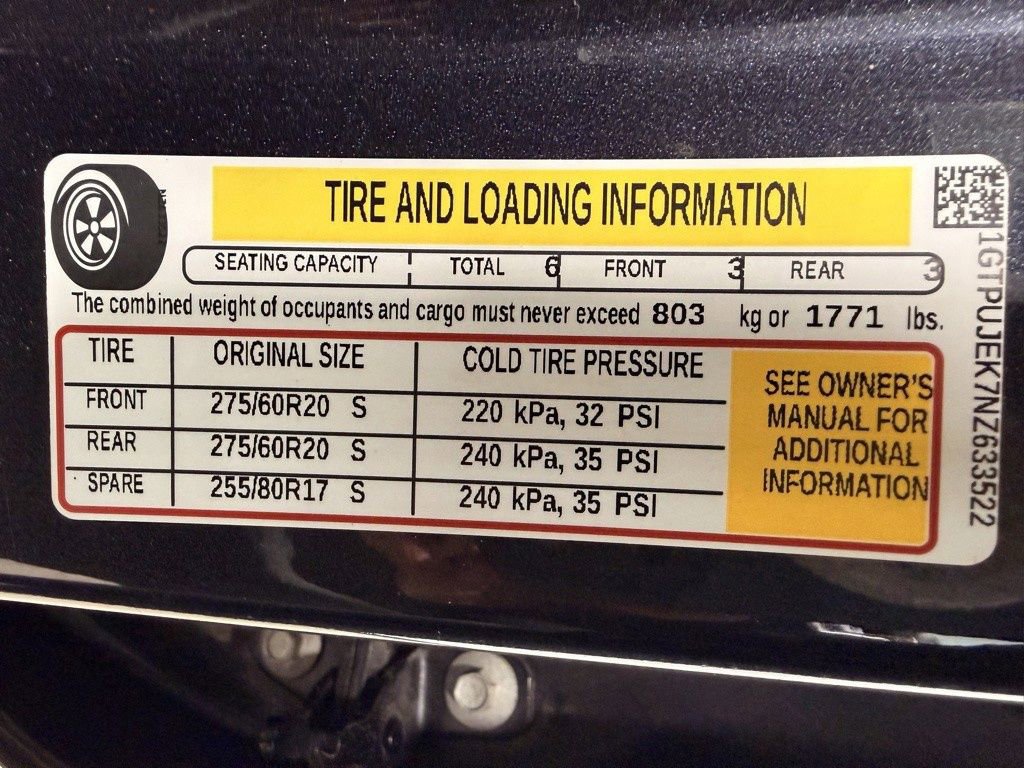 TIRE AND LOADING INFORMATION
SEATING CAPACITY TOTAL 6 FRONT 3 REAR 3
The combined weight of occupants and cargo must never exceed 803 kg or 1771 lbs.
TIRE ORIGINAL SIZE COLD TIRE PRESSURE
FRONT 275/60R20 S 220 kPa, 32 PSI
REAR 275/60R20 S 240 kPa, 35 PSI
SPARE 255/80R17 S 240 kPa, 35 PSI
SEE OWNER'S
MANUAL FOR
ADDITIONAL
INFORMATION
1GTPUJEK7NZ633522